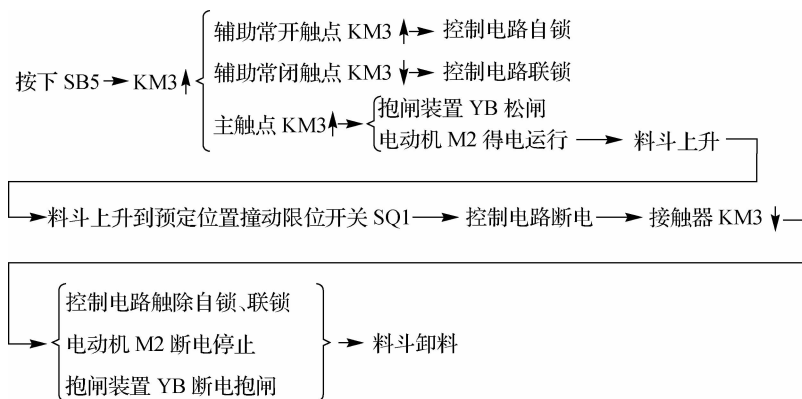 辅助常开触点 KM3 控制电路自锁
按下 SB5 KM3 辅助常闭触点 KM3 控制电路联锁
主触点 KM3 抱闸装置 YB 松闸
电动机 M2 得电运行 料斗上升
料斗上升到预定位置撞动限位开关 SQ1 控制电路断电 接触器 KM3
控制电路触除自锁、联锁
电动机 M2 断电停止 料斗卸料
抱闸装置 YB 断电抱闸